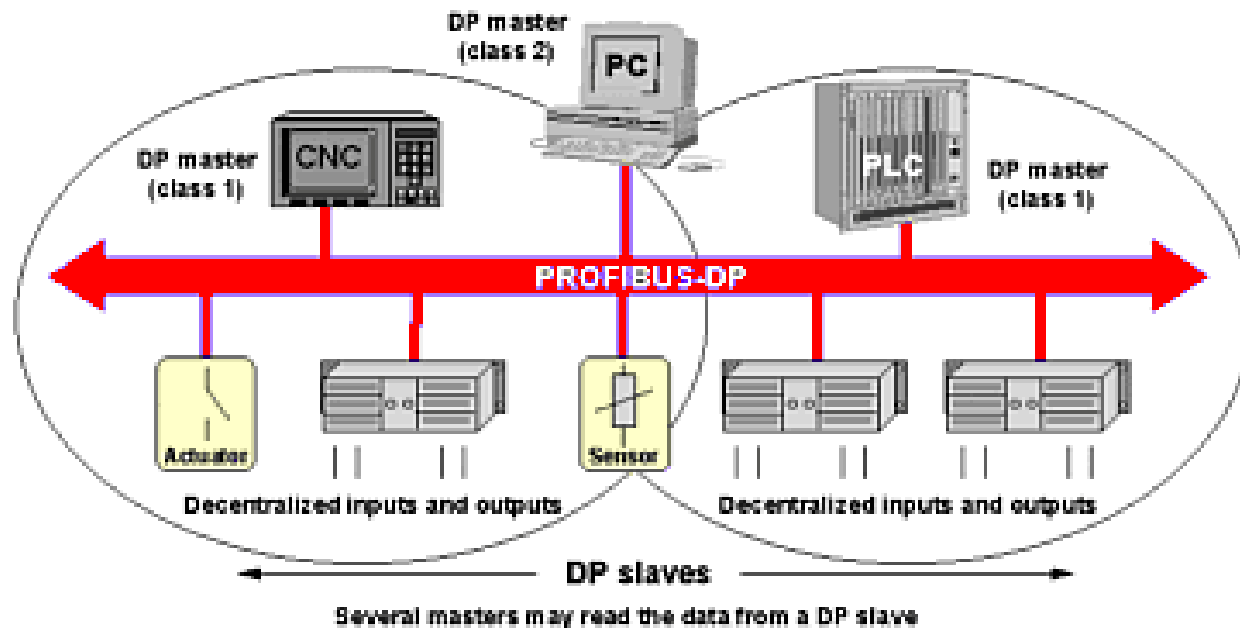 DP master
(class 2)
PC
CNC
DP master
(class 1)
PLC
DP master
(class 1)
PROFIBUS-DP
Actuator
Sensor
Decentralized inputs and outputs
Decentralized inputs and outputs
DP slaves
Several masters may read the data from a DP slave